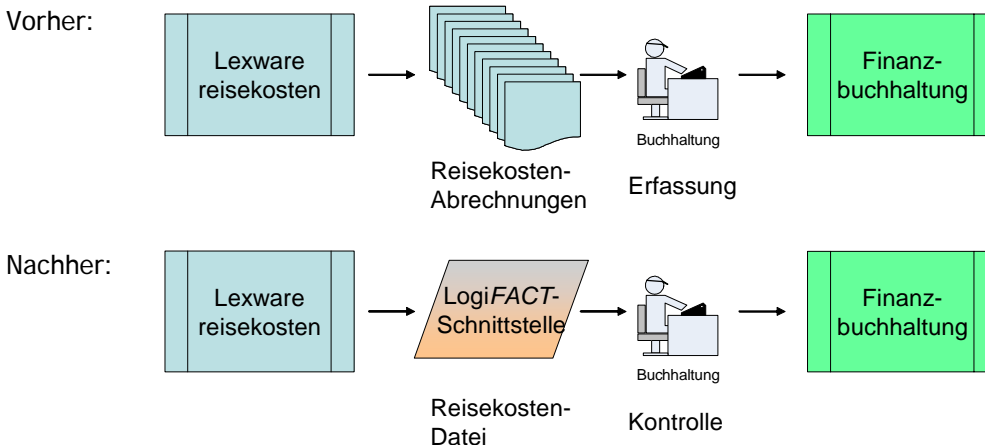 Vorher:
Lexware
reisekosten
Finanz-
buchhaltung
Buchhaltung
Reisekosten-
Abrechnungen
Erfassung
Nachher:
Lexware
reisekosten
LogiFACT-
Schnittstelle
Finanz-
buchhaltung
Buchhaltung
Reisekosten-
Datei
Kontrolle